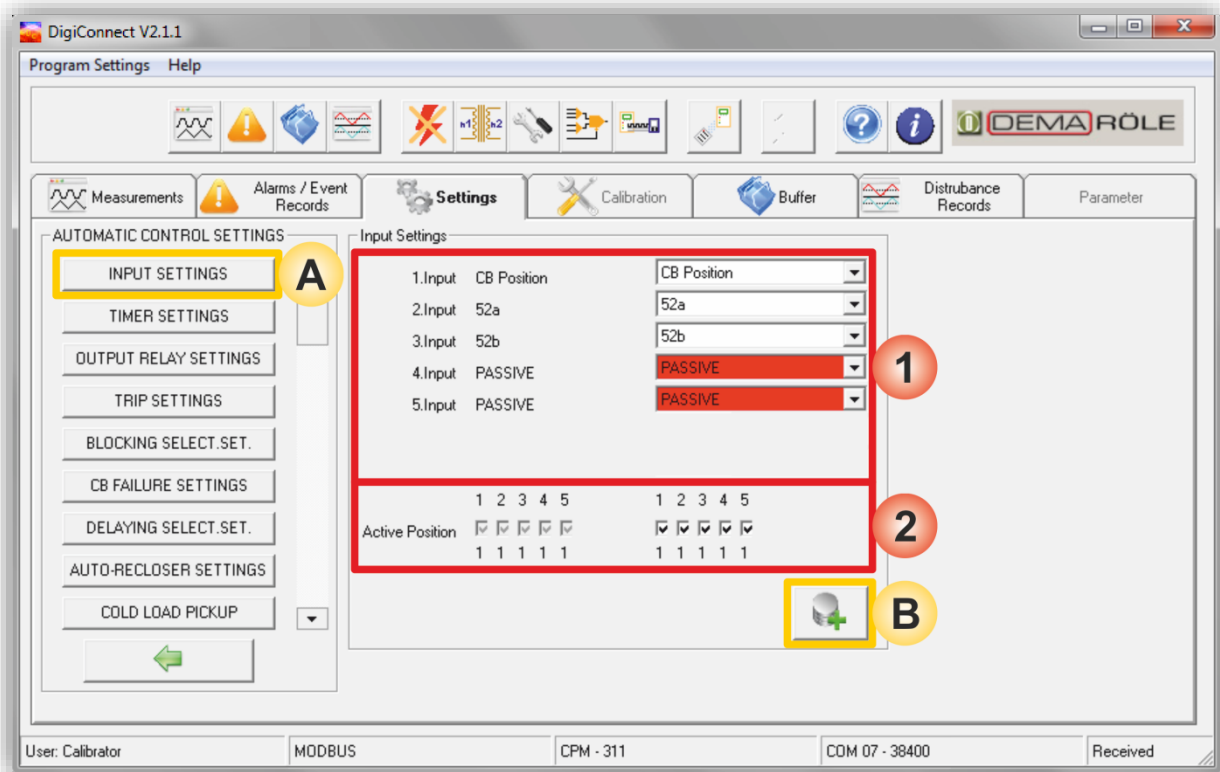 DigiConnect V2.1.1
Program Settings Help
n1 n2
DEMA RÖLE
Measurements
Alarms / Event
Records
Settings
Calibration
Buffer
Distrubance
Records
Parameter
AUTOMATIC CONTROL SETTINGS
INPUT SETTINGS
A
TIMER SETTINGS
OUTPUT RELAY SETTINGS
TRIP SETTINGS
BLOCKING SELECT.SET.
CB FAILURE SETTINGS
DELAYING SELECT.SET.
AUTO-RECLOSER SETTINGS
COLD LOAD PICKUP
Input Settings
1.Input CB Position CB Position
2.Input 52a 52a
3.Input 52b 52b
4.Input PASSIVE PASSIVE
5.Input PASSIVE PASSIVE
1
1 2 3 4 5 1 2 3 4 5
Active Position
1 1 1 1 1 1 1 1 1 1
2
B
User: Calibrator MODBUS CPM - 311 COM 07 - 38400 Received